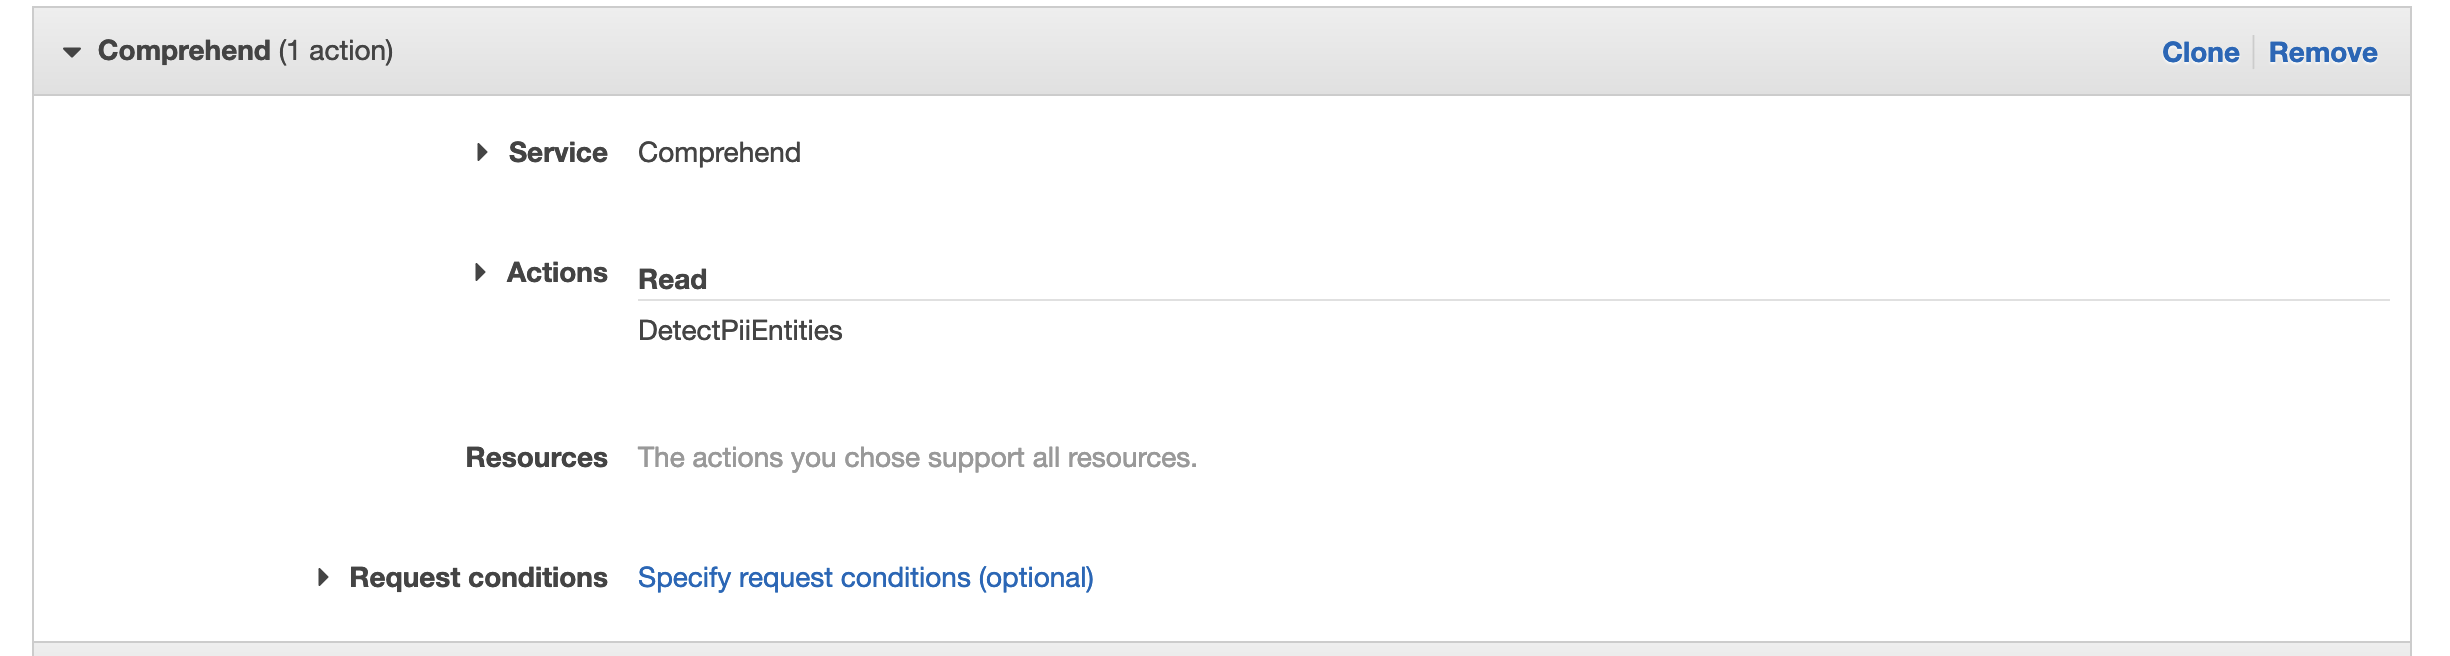 Comprehend (1 action)
Clone
Remove
Service
Comprehend
Actions
Read
DetectPiiEntities
Resources
The actions you chose support all resources.
Request conditions
Specify request conditions (optional)